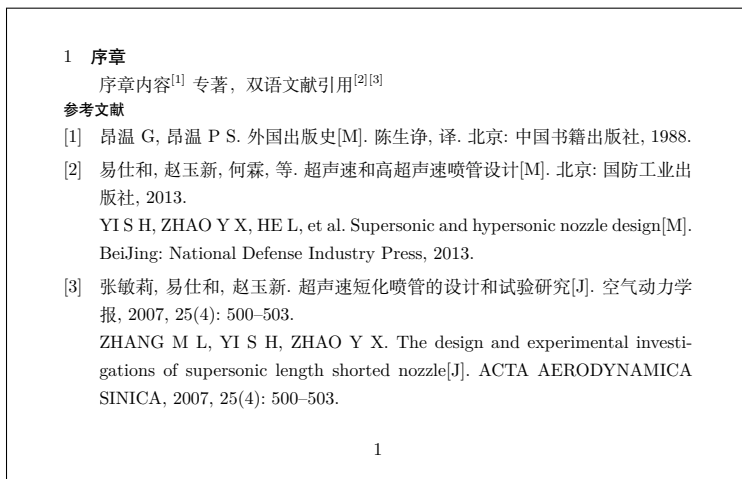 1 序章
序章内容[1] 专著，双语文献引用[2][3]
参考文献
[1] 昂温 G, 昂温 P S. 外国出版史[M]. 陈生诤, 译. 北京: 中国书籍出版社, 1988.
[2] 易仕和, 赵玉新, 何霖, 等. 超声速和高超声速喷管设计[M]. 北京: 国防工业出
版社, 2013.
YI S H, ZHAO Y X, HE L, et al. Supersonic and hypersonic nozzle design[M].
BeiJing: National Defense Industry Press, 2013.
[3] 张敏莉, 易仕和, 赵玉新. 超声速短化喷管的设计和试验研究[J]. 空气动力学
报, 2007, 25(4): 500–503.
ZHANG M L, YI S H, ZHAO Y X. The design and experimental investi-
gations of supersonic length shorted nozzle[J]. ACTA AERODYNAMICA
SINICA, 2007, 25(4): 500–503.
1